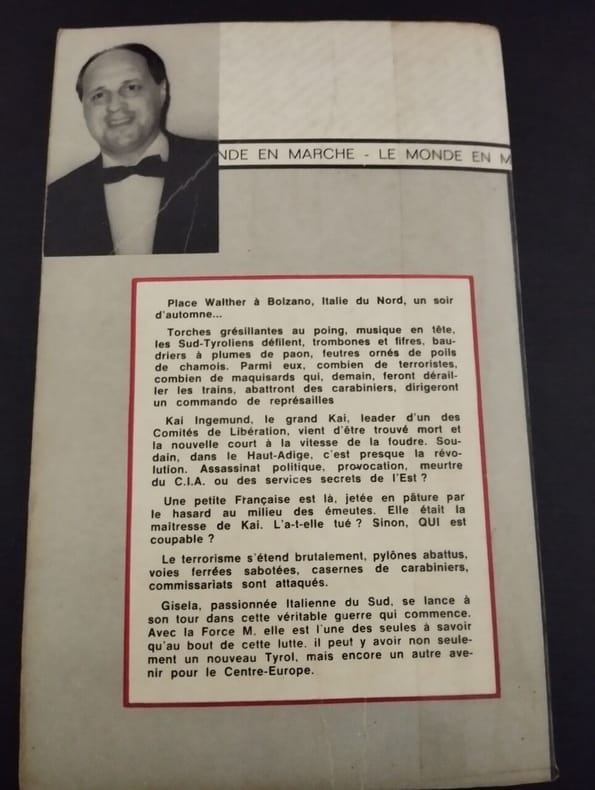 NDE EN MARCHE - LE MONDE EN M
Place Walther à Bolzano, Italie du Nord, un soir
d'automne...
Torches grésillantes au poing, musique en tête,
les Sud-Tyroliens défilent, trombones et fifres, bau-
driers à plumes de paon, feutres ornés de poils
de chamois. Parmi eux, combien de terroristes,
combien de maquisards qui, demain, feront dérail-
ler les trains, abattront des carabiniers, dirigeront
un commando de représailles
Kai Ingemund, le grand Kai, leader d'un des
Comités de Libération, vient d'être trouvé mort et
la nouvelle court à la vitesse de la foudre. Sou-
dain, dans le Haut-Adige, c'est presque la révo-
lution. Assassinat politique, provocation, meurtre
du C.I.A. ou des services secrets de l'Est ?
Une petite Française est là, jetée en pâture par
le hasard au milieu des émeutes. Elle était la
maîtresse de Kai. L'a-t-elle tué ? Sinon, QUI est
coupable ?
Le terrorisme s'étend brutalement, pylônes abattus,
voies ferrées sabotées, casernes de carabiniers,
commissariats sont attaqués.
Gisela, passionnée Italienne du Sud, se lance à
son tour dans cette véritable guerre qui commence.
Avec la Force M. elle est l'une des seules à savoir
qu'au bout de cette lutte. il peut y avoir non seule-
ment un nouveau Tyrol, mais encore un autre ave-
nir pour le Centre-Europe.